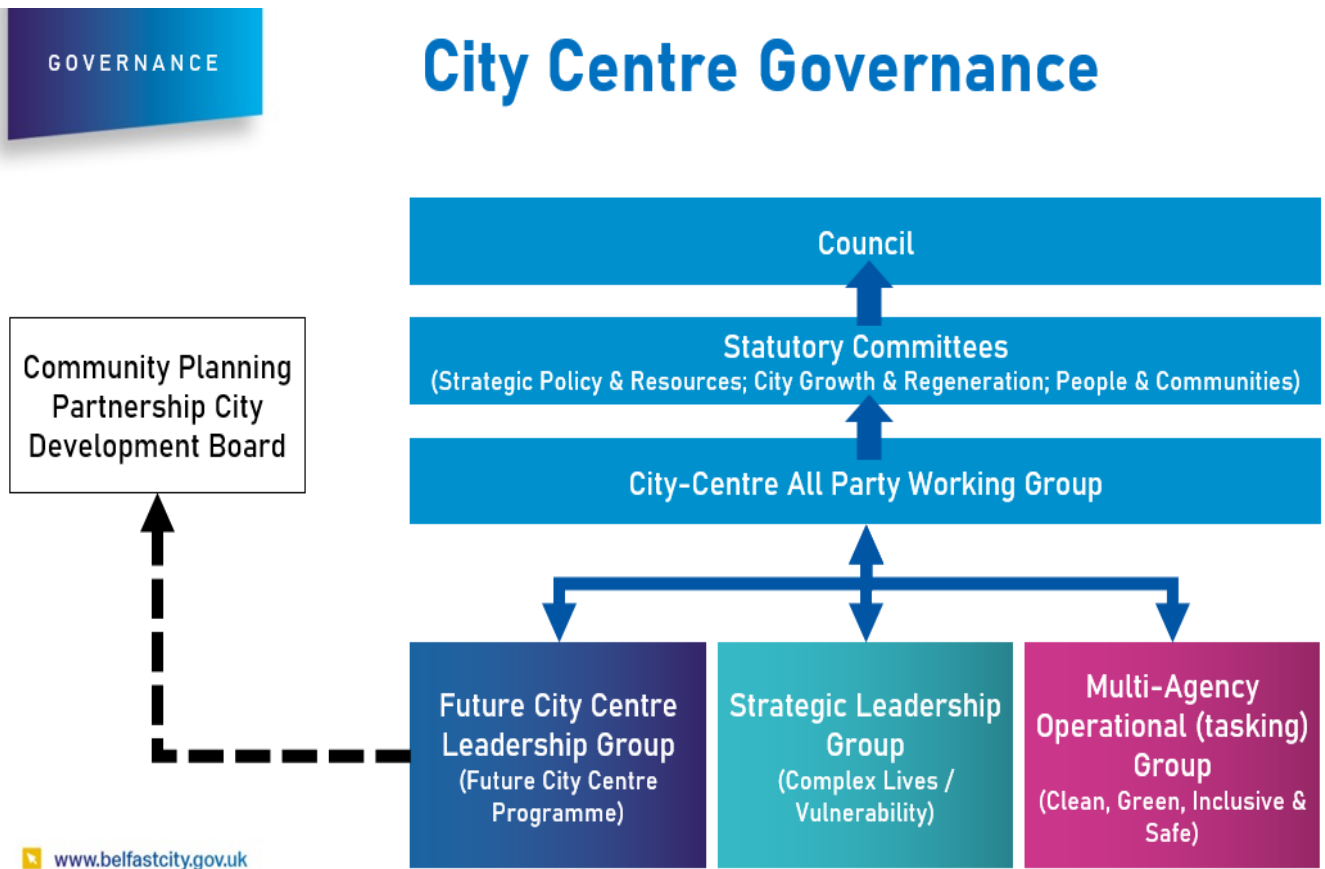 GOVERNANCE
City Centre Governance
Council
Statutory Committees
(Strategic Policy & Resources; City Growth & Regeneration; People & Communities)
City-Centre All Party Working Group
Community Planning
Partnership City
Development Board
Future City Centre
Leadership Group
(Future City Centre
Programme)
Strategic Leadership
Group
(Complex Lives /
Vulnerability)
Multi-Agency
Operational (tasking)
Group
(Clean, Green, Inclusive &
Safe)
www.belfastcity.gov.uk